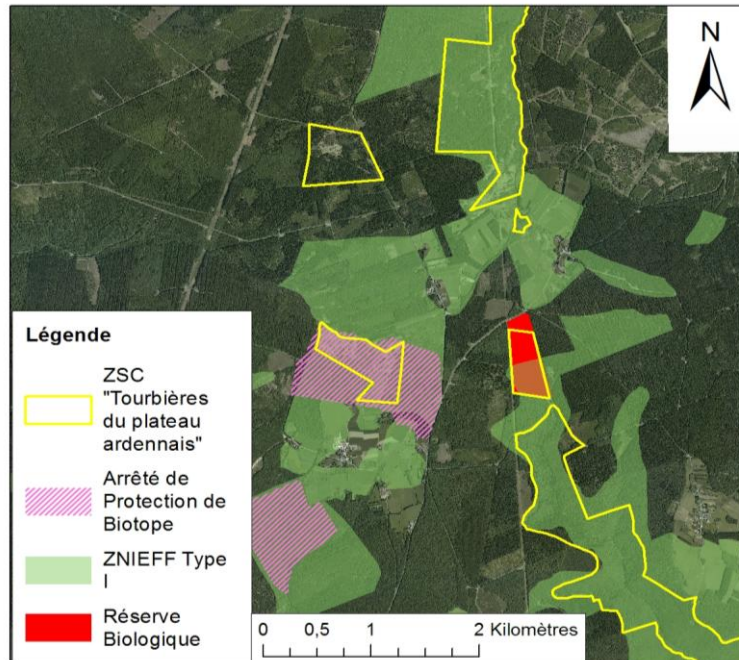 N
Légende
ZSC
"Tourbières
du plateau
ardennais"
Arrêté de
Protection de
Biotope
ZNIEFF Type
I
Réserve
Biologique
0 0,5 1 2 Kilomètres